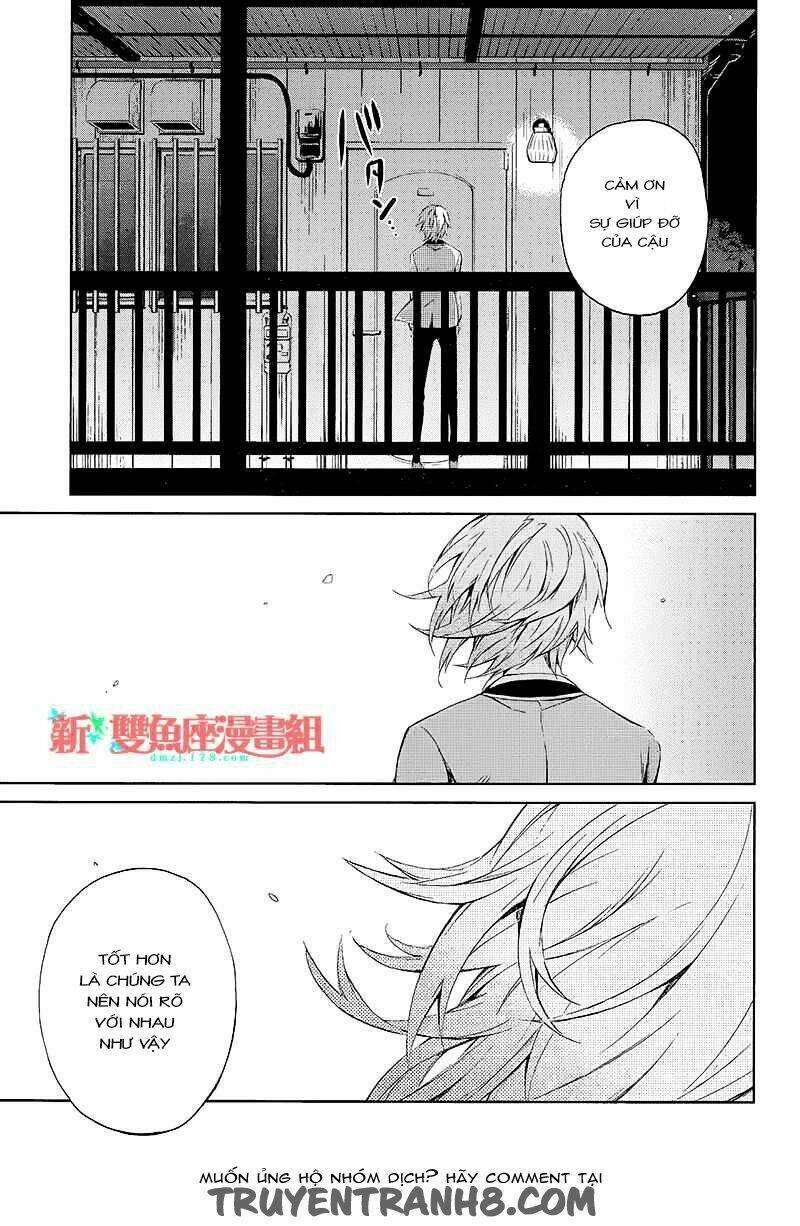 バタン…
CẢM ƠN
VÌ
SỰ GIÚP ĐỠ
CỦA CẬU
新 雙魚座漫畫組
dmzj.178.com
TỐT HƠN
LÀ CHÚNG TA
NÊN NÓI RÕ
VỚI NHAU
NHƯ VẬY
MUỐN ỦNG HỘ NHÓM DỊCH? HÃY COMMENT TẠI
TRUYENTRANH8.COM